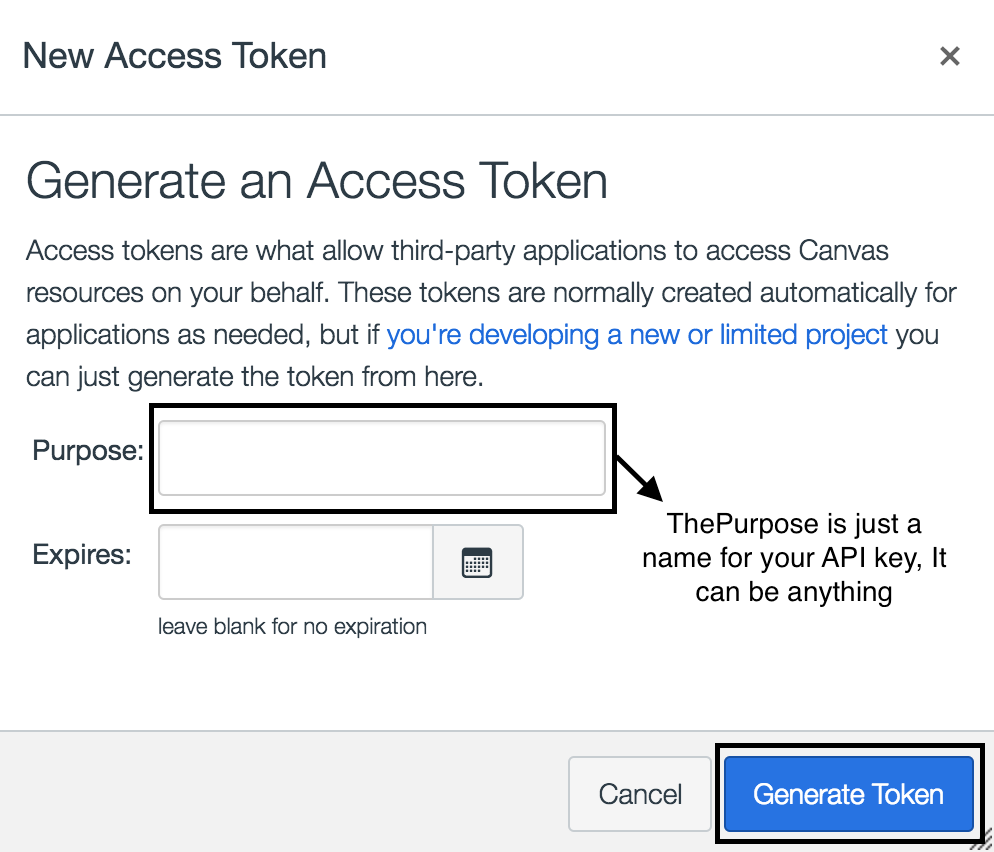 New Access Token
Generate an Access Token
Access tokens are what allow third-party applications to access Canvas
resources on your behalf. These tokens are normally created automatically for
applications as needed, but if you're developing a new or limited project you
can just generate the token from here.
Purpose:
ThePurpose is just a
name for your API key, It
can be anything
Expires:
leave blank for no expiration
Cancel
Generate Token